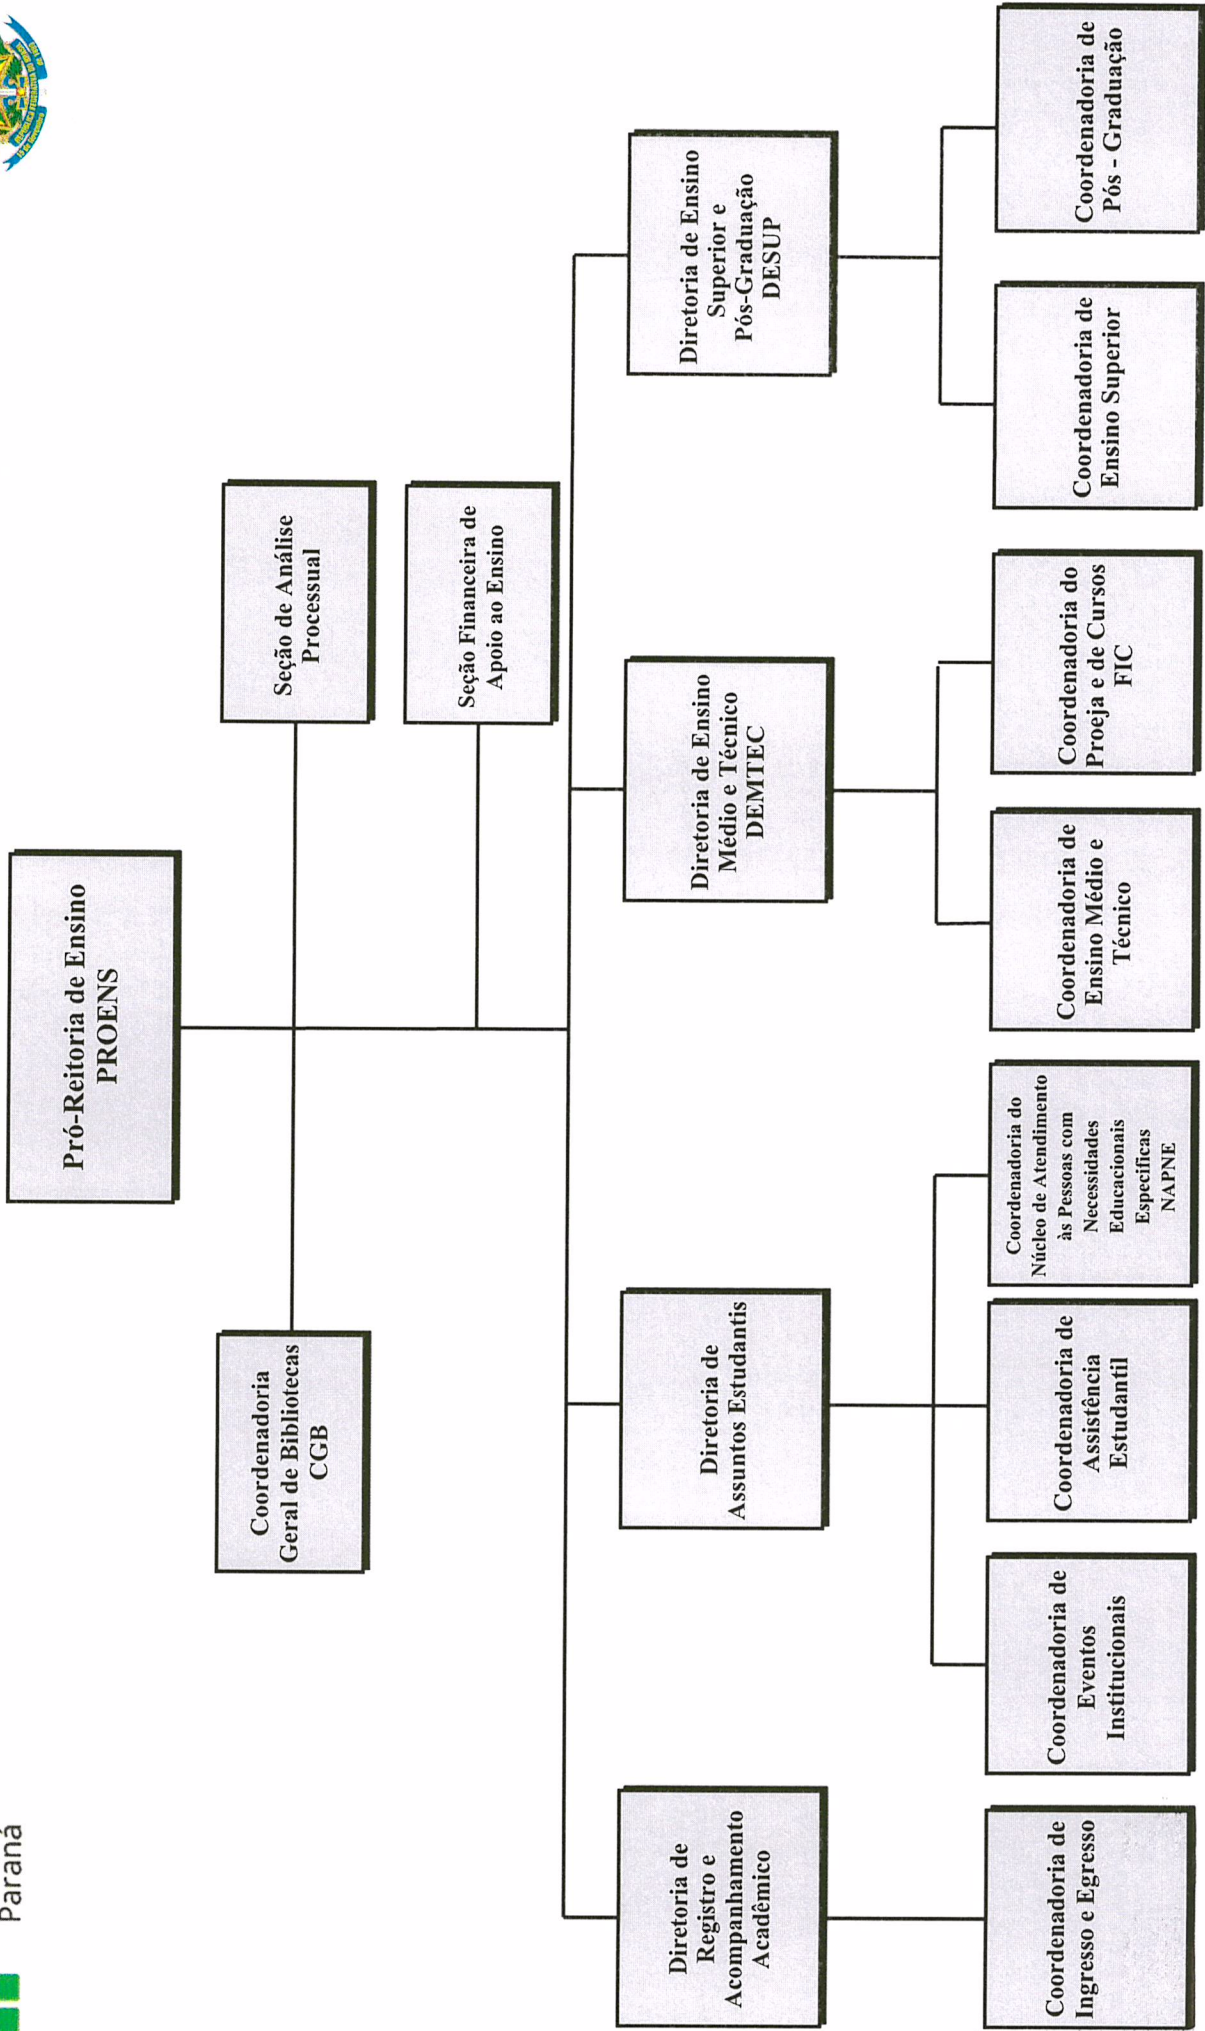 Paraná
Pró-Reitoria de Ensino
PROENS
Coordenadoria
Geral de Bibliotecas
CGB
Seção de Análise
Processual
Seção Financeira de
Apoio ao Ensino
Diretoria de
Registro e
Acompanhamento
Acadêmico
Diretoria de
Assuntos Estudantis
Diretoria de Ensino
Médio e Técnico
DEMTEC
Diretoria de Ensino
Superior e
Pós-Graduação
DESUP
Coordenadoria de
Ingresso e Egresso
Coordenadoria de
Eventos
Institucionais
Coordenadoria de
Assistência
Estudantil
Coordenadoria do
Núcleo de Atendimento
às Pessoas com
Necessidades
Educacionais
Especificas
NAPNE
Coordenadoria de
Ensino Médio e
Técnico
Coordenadoria do
Proeja e de Cursos
FIC
Coordenadoria de
Ensino Superior
Coordenadoria de
Pós - Graduação